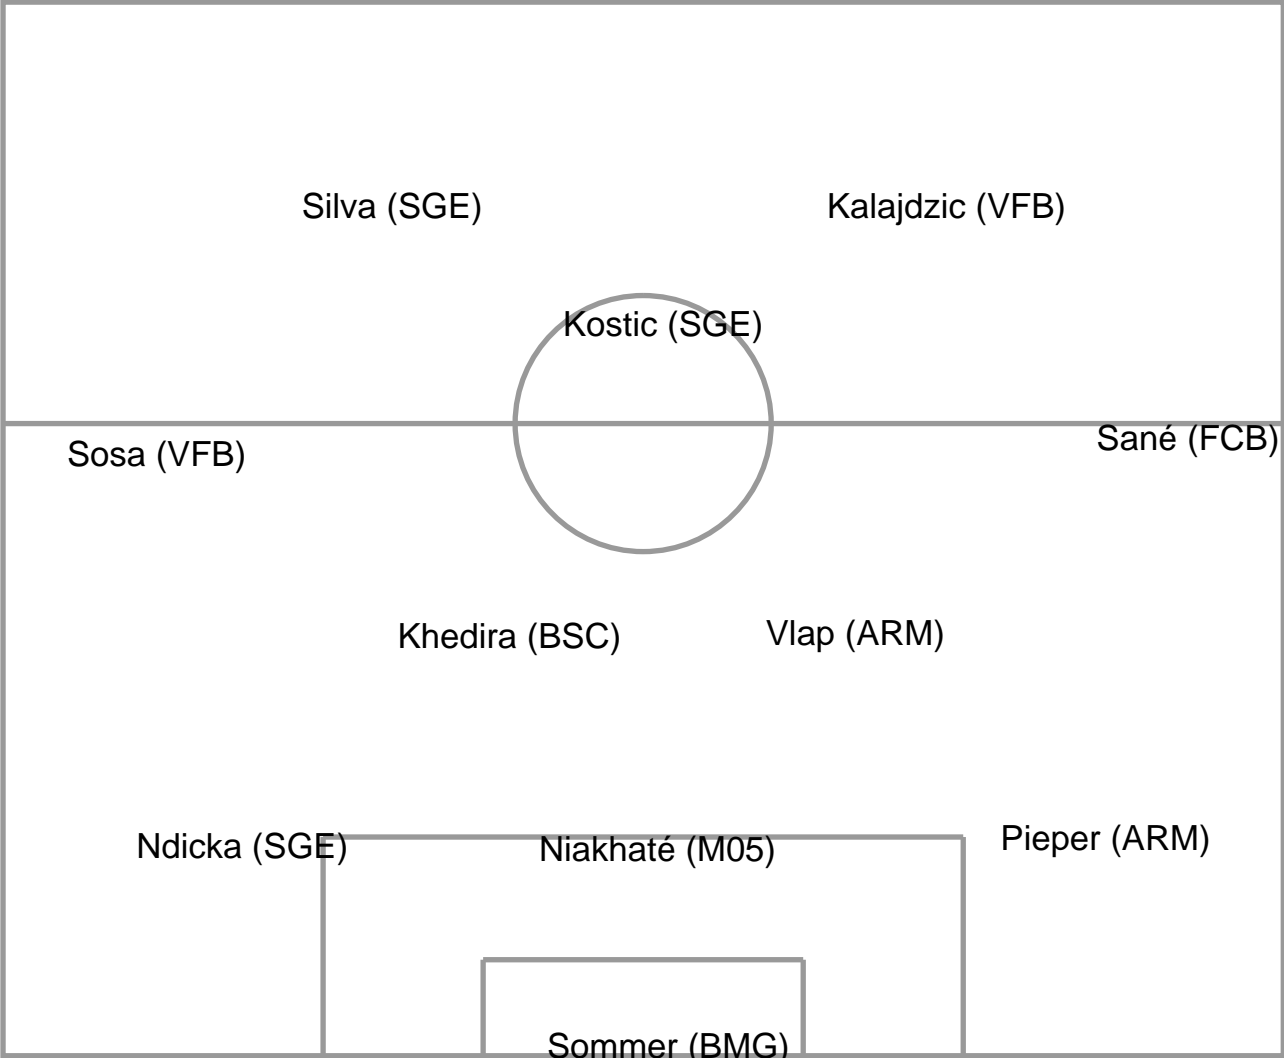 Silva (SGE)
Kalajdzic (VFB)
Kostic (SGE)
Sané (FCB)
Sosa (VFB)
Khedira (BSC)
Vlap (ARM)
Ndicka (SGE)
Niakhaté (M05)
Pieper (ARM)
Sommer (BMG)